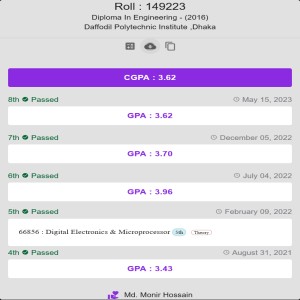 Roll : 149223
Diploma In Engineering - (2016)
Daffodil Polytechnic Institute ,Dhaka
CGPA : 3.62
8th Passed May 15, 2023
GPA : 3.62
7th Passed December 05, 2022
GPA : 3.70
6th Passed July 04, 2022
GPA : 3.96
5th Passed February 09, 2022
66856 : Digital Electronics & Microprocessor 5th Theory
4th Passed August 31, 2021
GPA : 3.43
Md. Monir Hossain